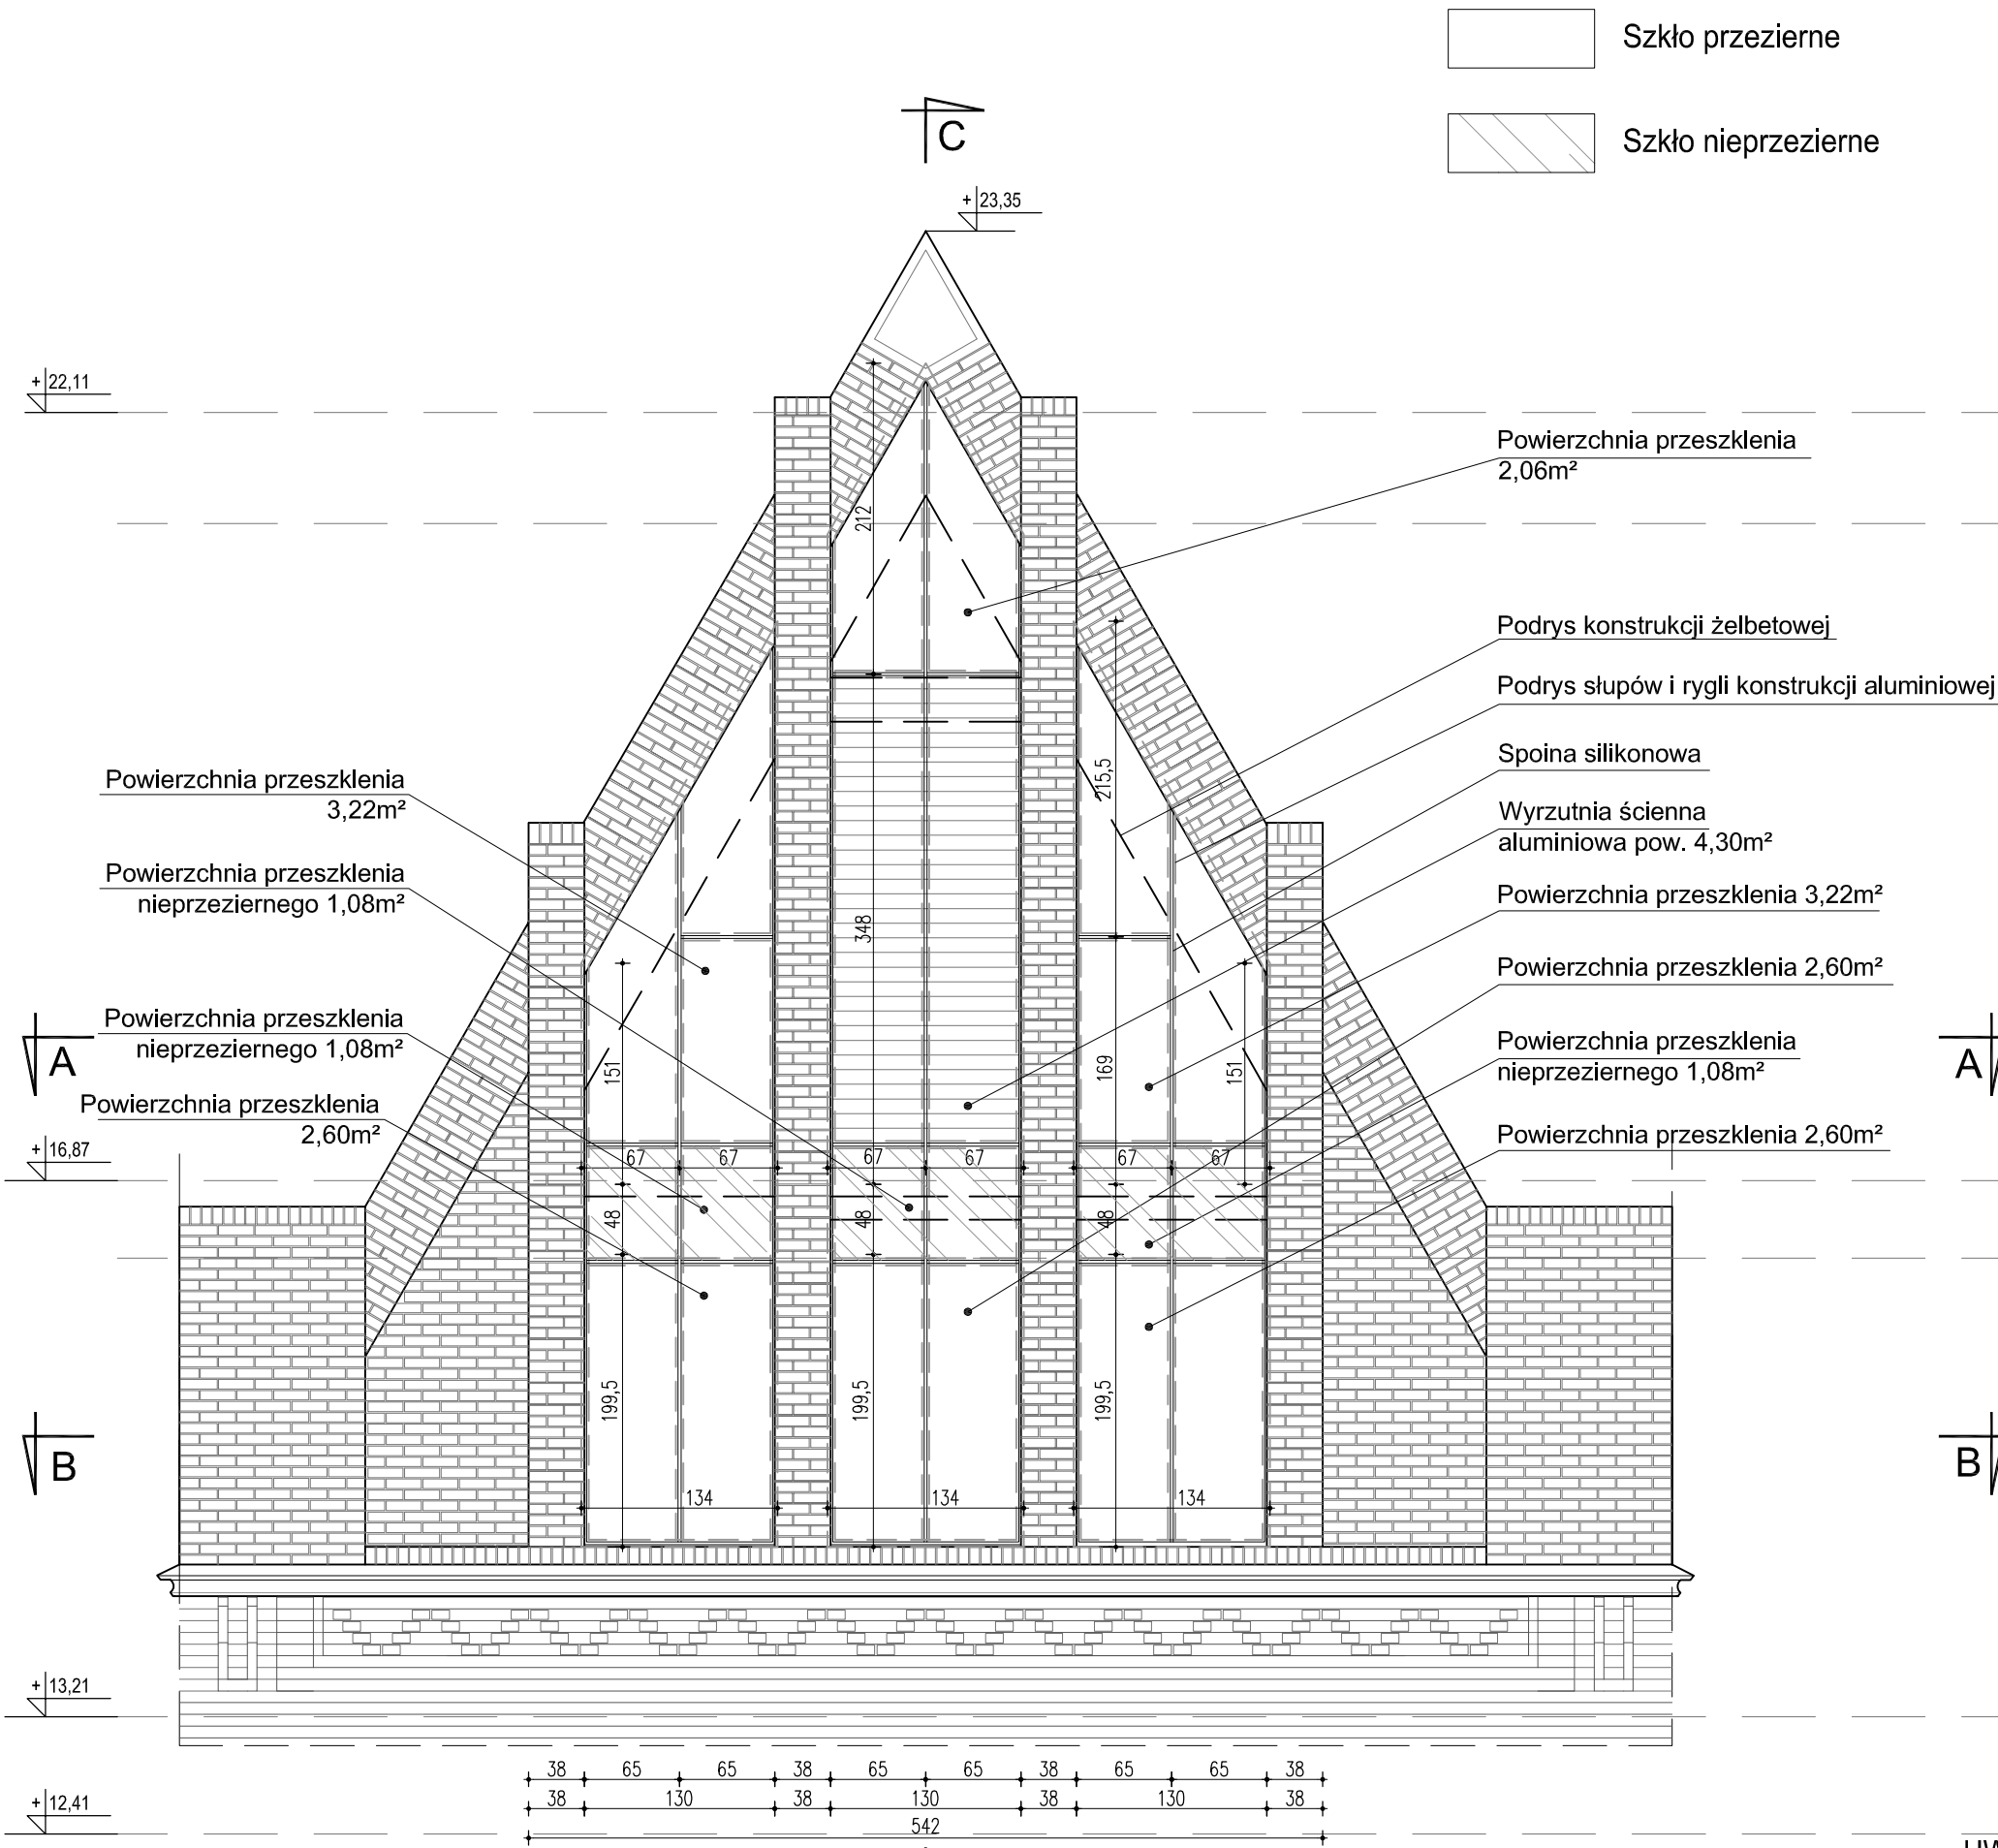 Szkło przezierne
Szkło nieprzezierne
C
+ 23,35
+ 22,11
Powierzchnia przeszklenia
2,06m²
212
Podrys konstrukcji żelbetowej
Podrys słupów i rygli konstrukcji aluminiowej
Spoina silikonowa
Wyrzutnia ścienna
aluminiowa pow. 4,30m²
Powierzchnia przeszklenia 3,22m²
Powierzchnia przeszklenia 2,60m²
Powierzchnia przeszklenia
nieprzeziernego 1,08m²
Powierzchnia przeszklenia 2,60m²
Powierzchnia przeszklenia
3,22m²
Powierzchnia przeszklenia
nieprzeziernego 1,08m²
Powierzchnia przeszklenia
nieprzeziernego 1,08m²
Powierzchnia przeszklenia
2,60m²
215,5
348
151 169 151
A A
+ 16,87
67 67 67 67 67 67
48 48 48
199,5 199,5 199,5
B B
134 134 134
+ 13,21
38 65 65 38 65 65 38 65 65 38
38 130 38 130 38 130 38
+ 12,41
542